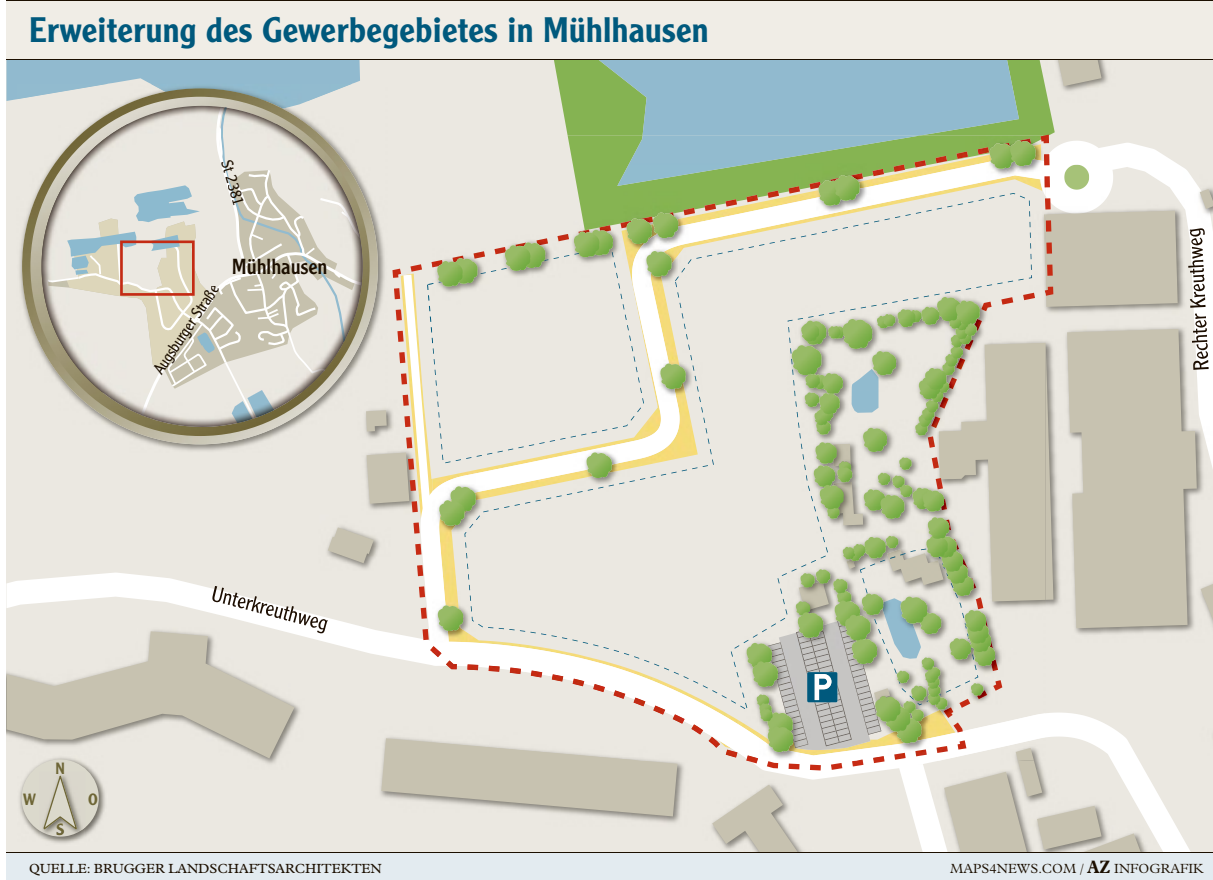 Erweiterung des Gewerbegebietes in Mühlhausen
St 2381
Mühlhausen
Augsburger Straße
Rechter Kreuthweg
Unterkreuthweg
P
N
W O
S
QUELLE: BRUGGER LANDSCHAFTSARCHITEKTEN
MAPS4NEWS.COM / AZ INFOGRAFIK